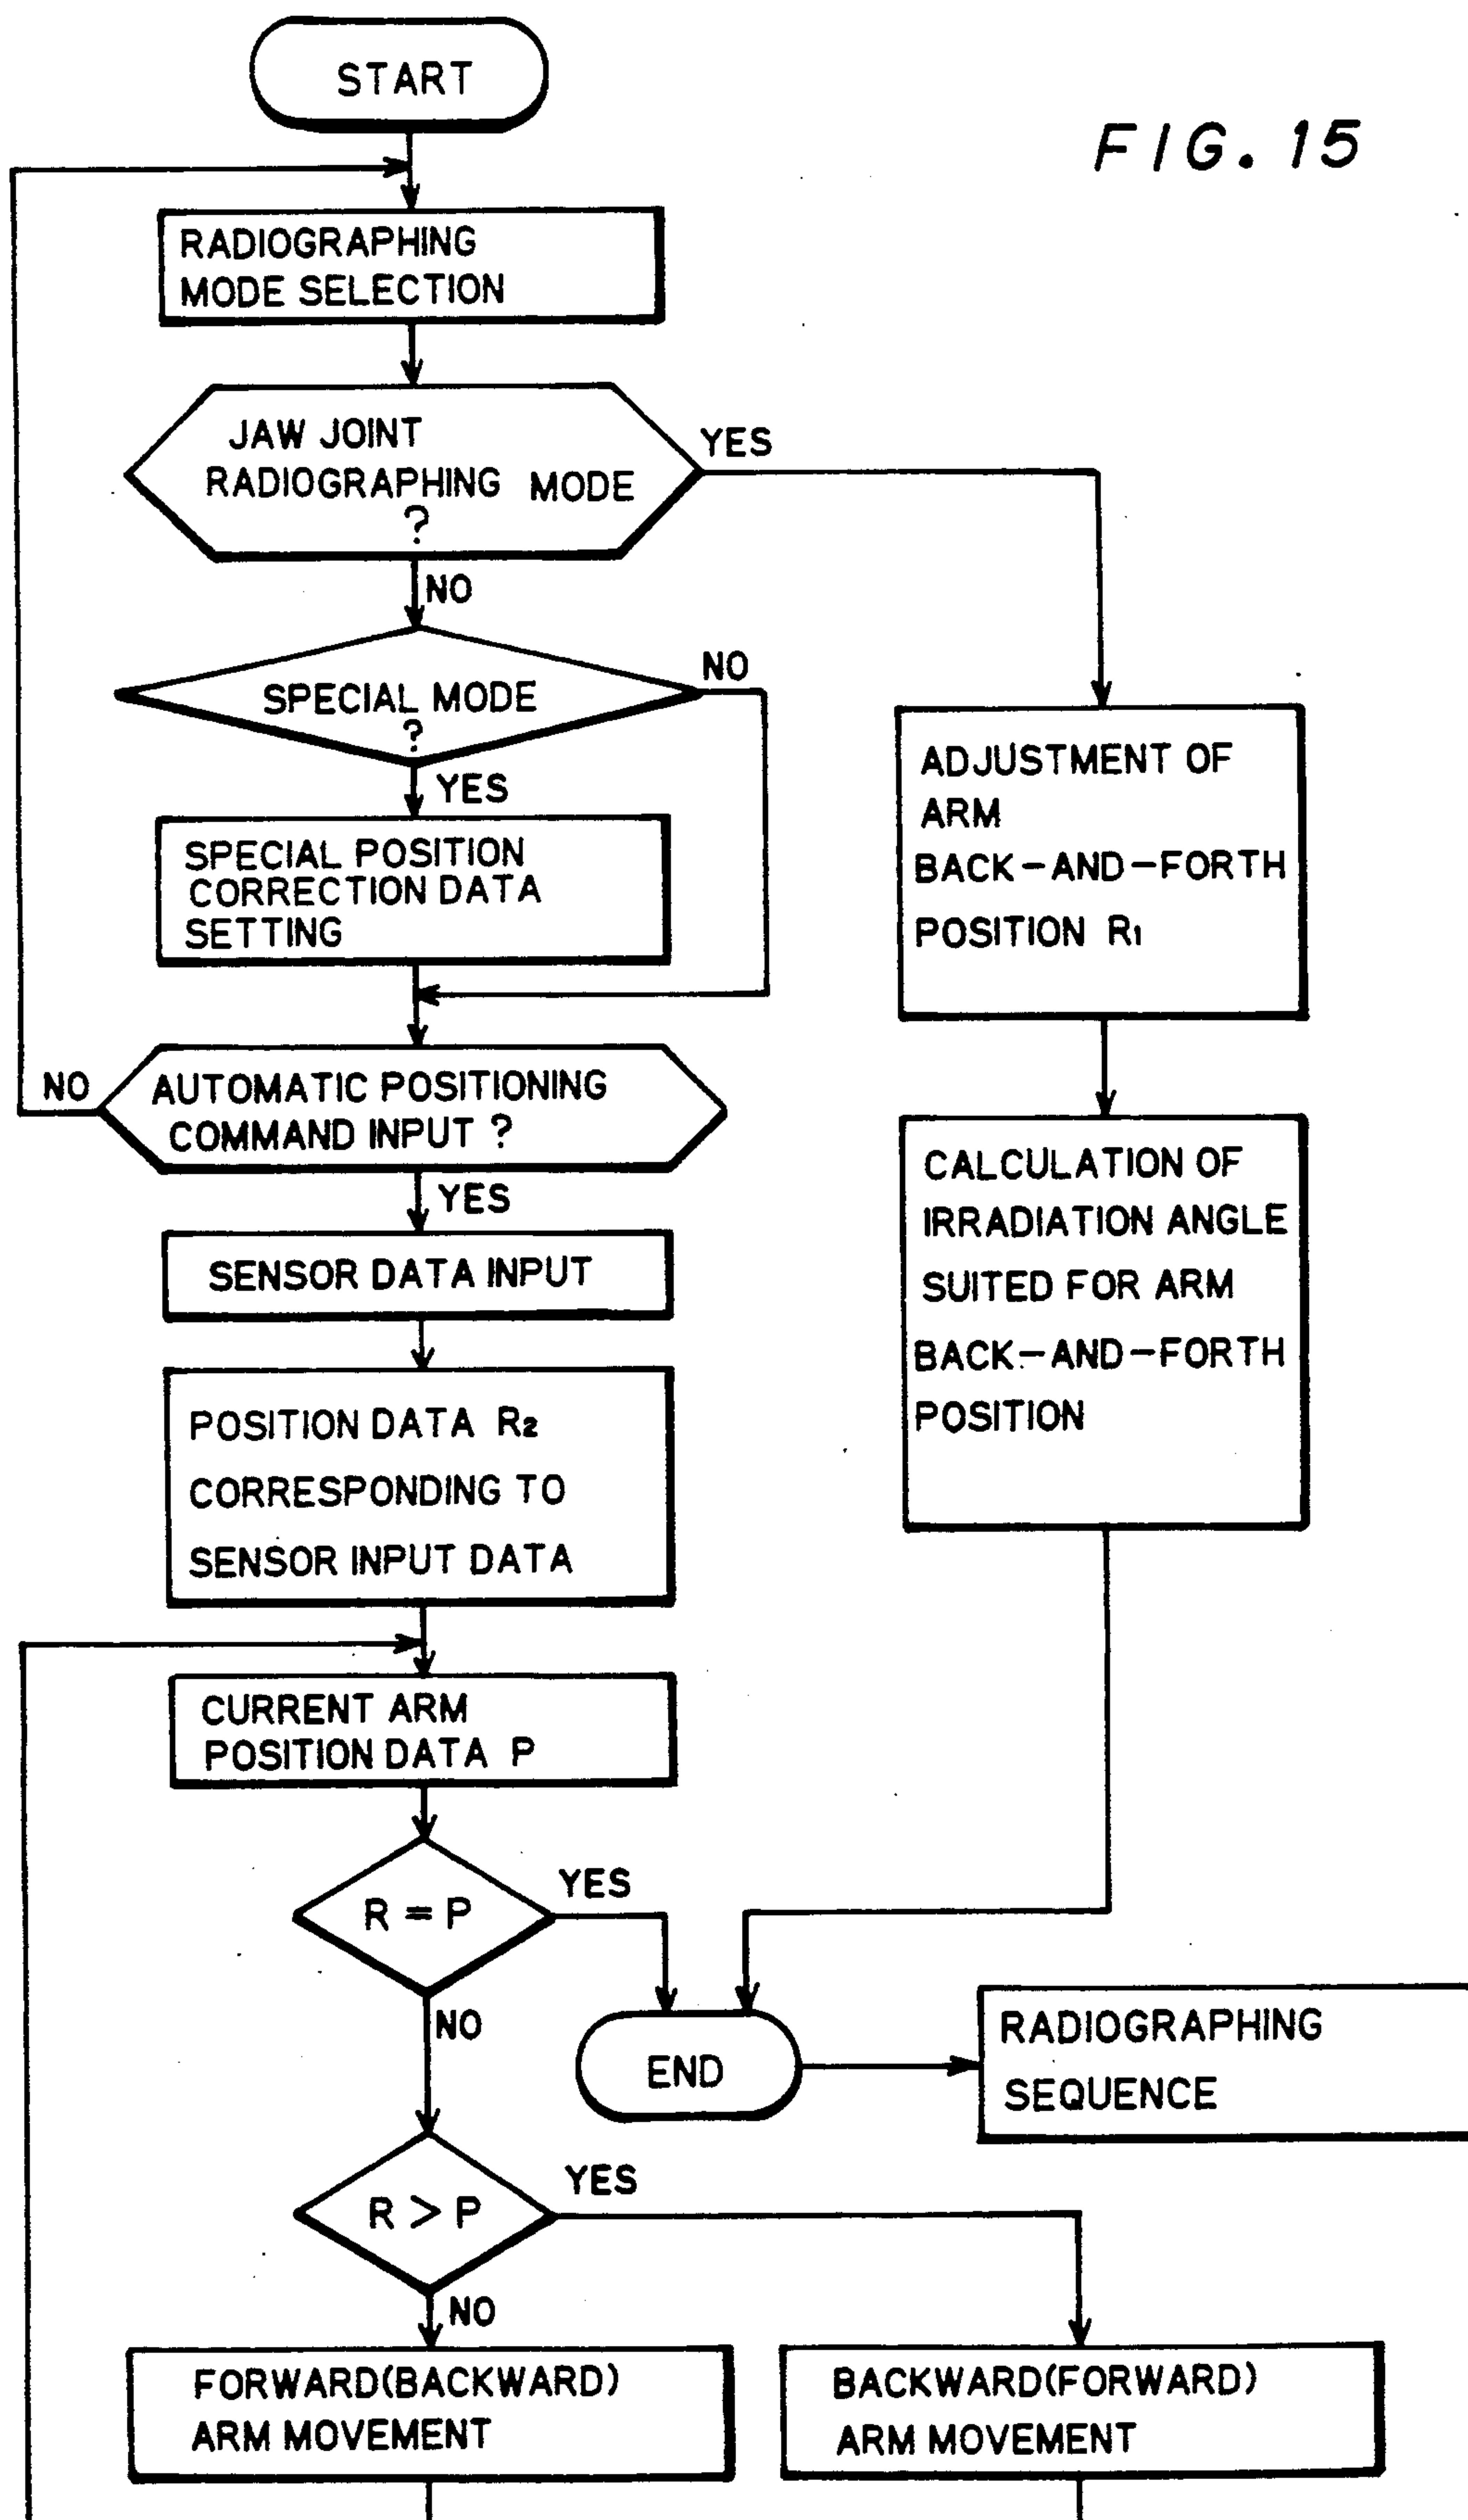 START
FIG. 15
RADIOGRAPHING
MODE SELECTION
JAW JOINT
RADIOGRAPHING MODE
?
YES
NO
SPECIAL MODE
?
NO
YES
SPECIAL POSITION
CORRECTION DATA
SETTING
ADJUSTMENT OF
ARM
BACK-AND-FORTH
POSITION R1
NO
AUTOMATIC POSITIONING
COMMAND INPUT ?
YES
CALCULATION OF
IRRADIATION ANGLE
SUITED FOR ARM
BACK-AND-FORTH
POSITION
SENSOR DATA INPUT
POSITION DATA R2
CORRESPONDING TO
SENSOR INPUT DATA
CURRENT ARM
POSITION DATA P
R = P
YES
NO
END
RADIOGRAPHING
SEQUENCE
R > P
YES
NO
FORWARD(BACKWARD)
ARM MOVEMENT
BACKWARD(FORWARD)
ARM MOVEMENT